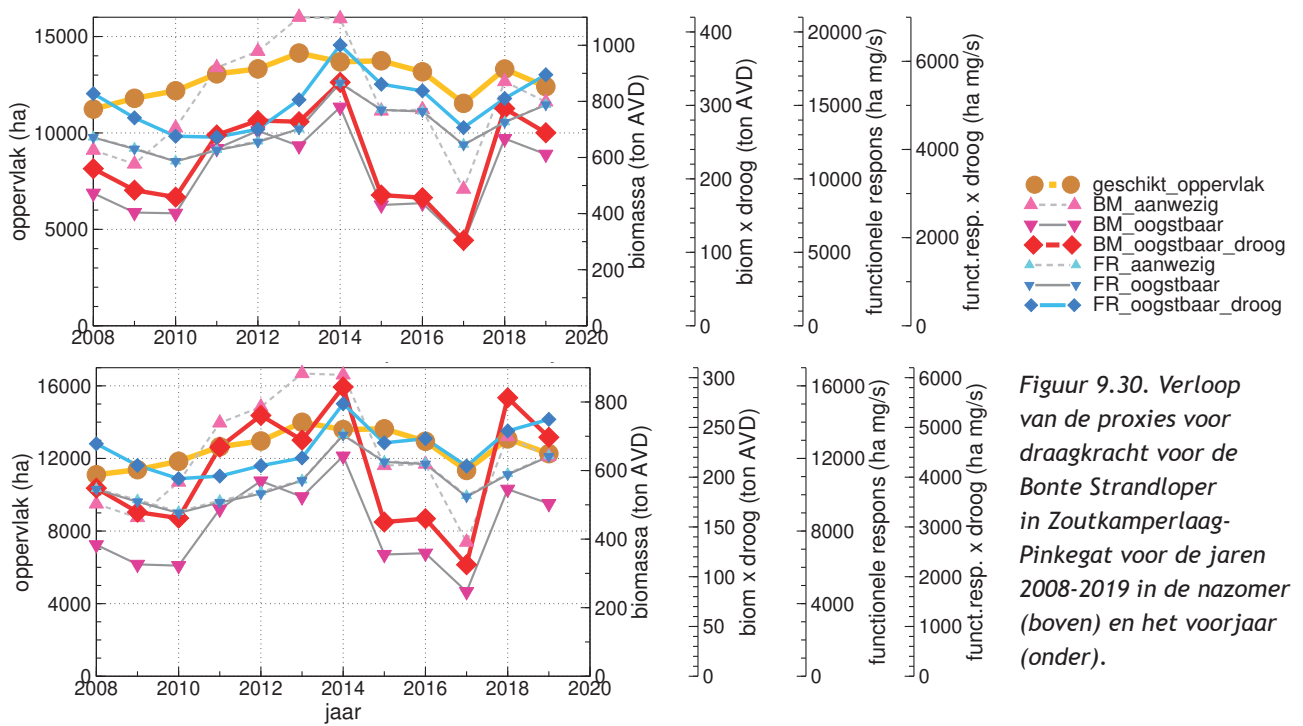 oppervlak (ha)
15000
10000
5000
0
2008 2010 2012 2014 2016 2018 2020
biomassa (ton AVD)
1000
800
600
400
200
0
biom x droog (ton AVD)
400
300
200
100
0
functionele respons (ha mg/s)
20000
15000
10000
5000
0
funct.resp. x droog (ha mg/s)
6000
4000
2000
0
geschikt_oppervlak
BM_aanwezig
BM_oogstbaar
BM_oogstbaar_droog
FR_aanwezig
FR_oogstbaar
FR_oogstbaar_droog
oppervlak (ha)
16000
12000
8000
4000
0
2008 2010 2012 2014 2016 2018 2020
jaar
biomassa (ton AVD)
800
600
400
200
0
biom x droog (ton AVD)
300
250
200
150
100
50
0
functionele respons (ha mg/s)
16000
12000
8000
4000
0
funct.resp. x droog (ha mg/s)
6000
5000
4000
3000
2000
1000
0
Figuur 9.30. Verloop
van de proxies voor
draagkracht voor de
Bonte Strandloper
in Zoutkamperlaag-
Pinkegat voor de jaren
2008-2019 in de nazomer
(boven) en het voorjaar
(onder).